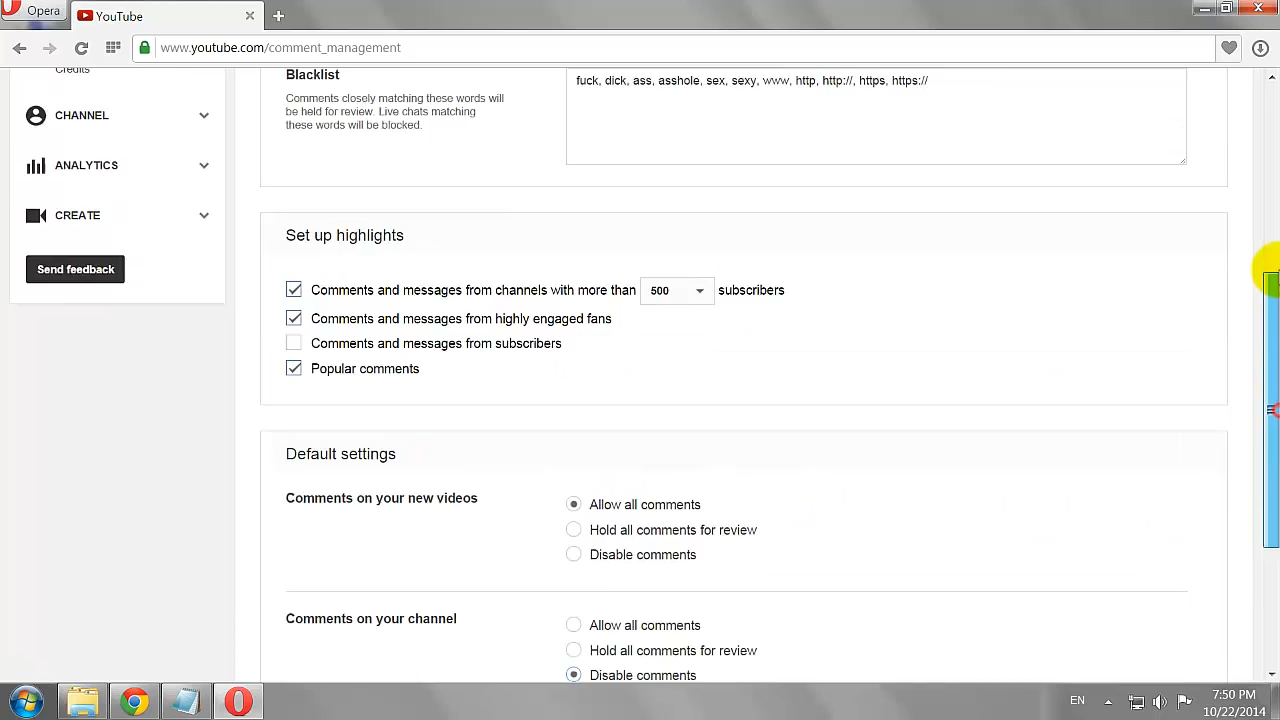 Opera
YouTube
www.youtube.com/comment_management
Credits
CHANNEL
ANALYTICS
CREATE
Send feedback
Blacklist
Comments closely matching these words will
be held for review. Live chats matching
these words will be blocked.
fuck, dick, ass, asshole, sex, sexy, www, http, http://, https, https://
Set up highlights
Comments and messages from channels with more than 500 subscribers
Comments and messages from highly engaged fans
Comments and messages from subscribers
Popular comments
Default settings
Comments on your new videos
Allow all comments
Hold all comments for review
Disable comments
Comments on your channel
Allow all comments
Hold all comments for review
Disable comments
EN
7:50 PM
10/22/2014